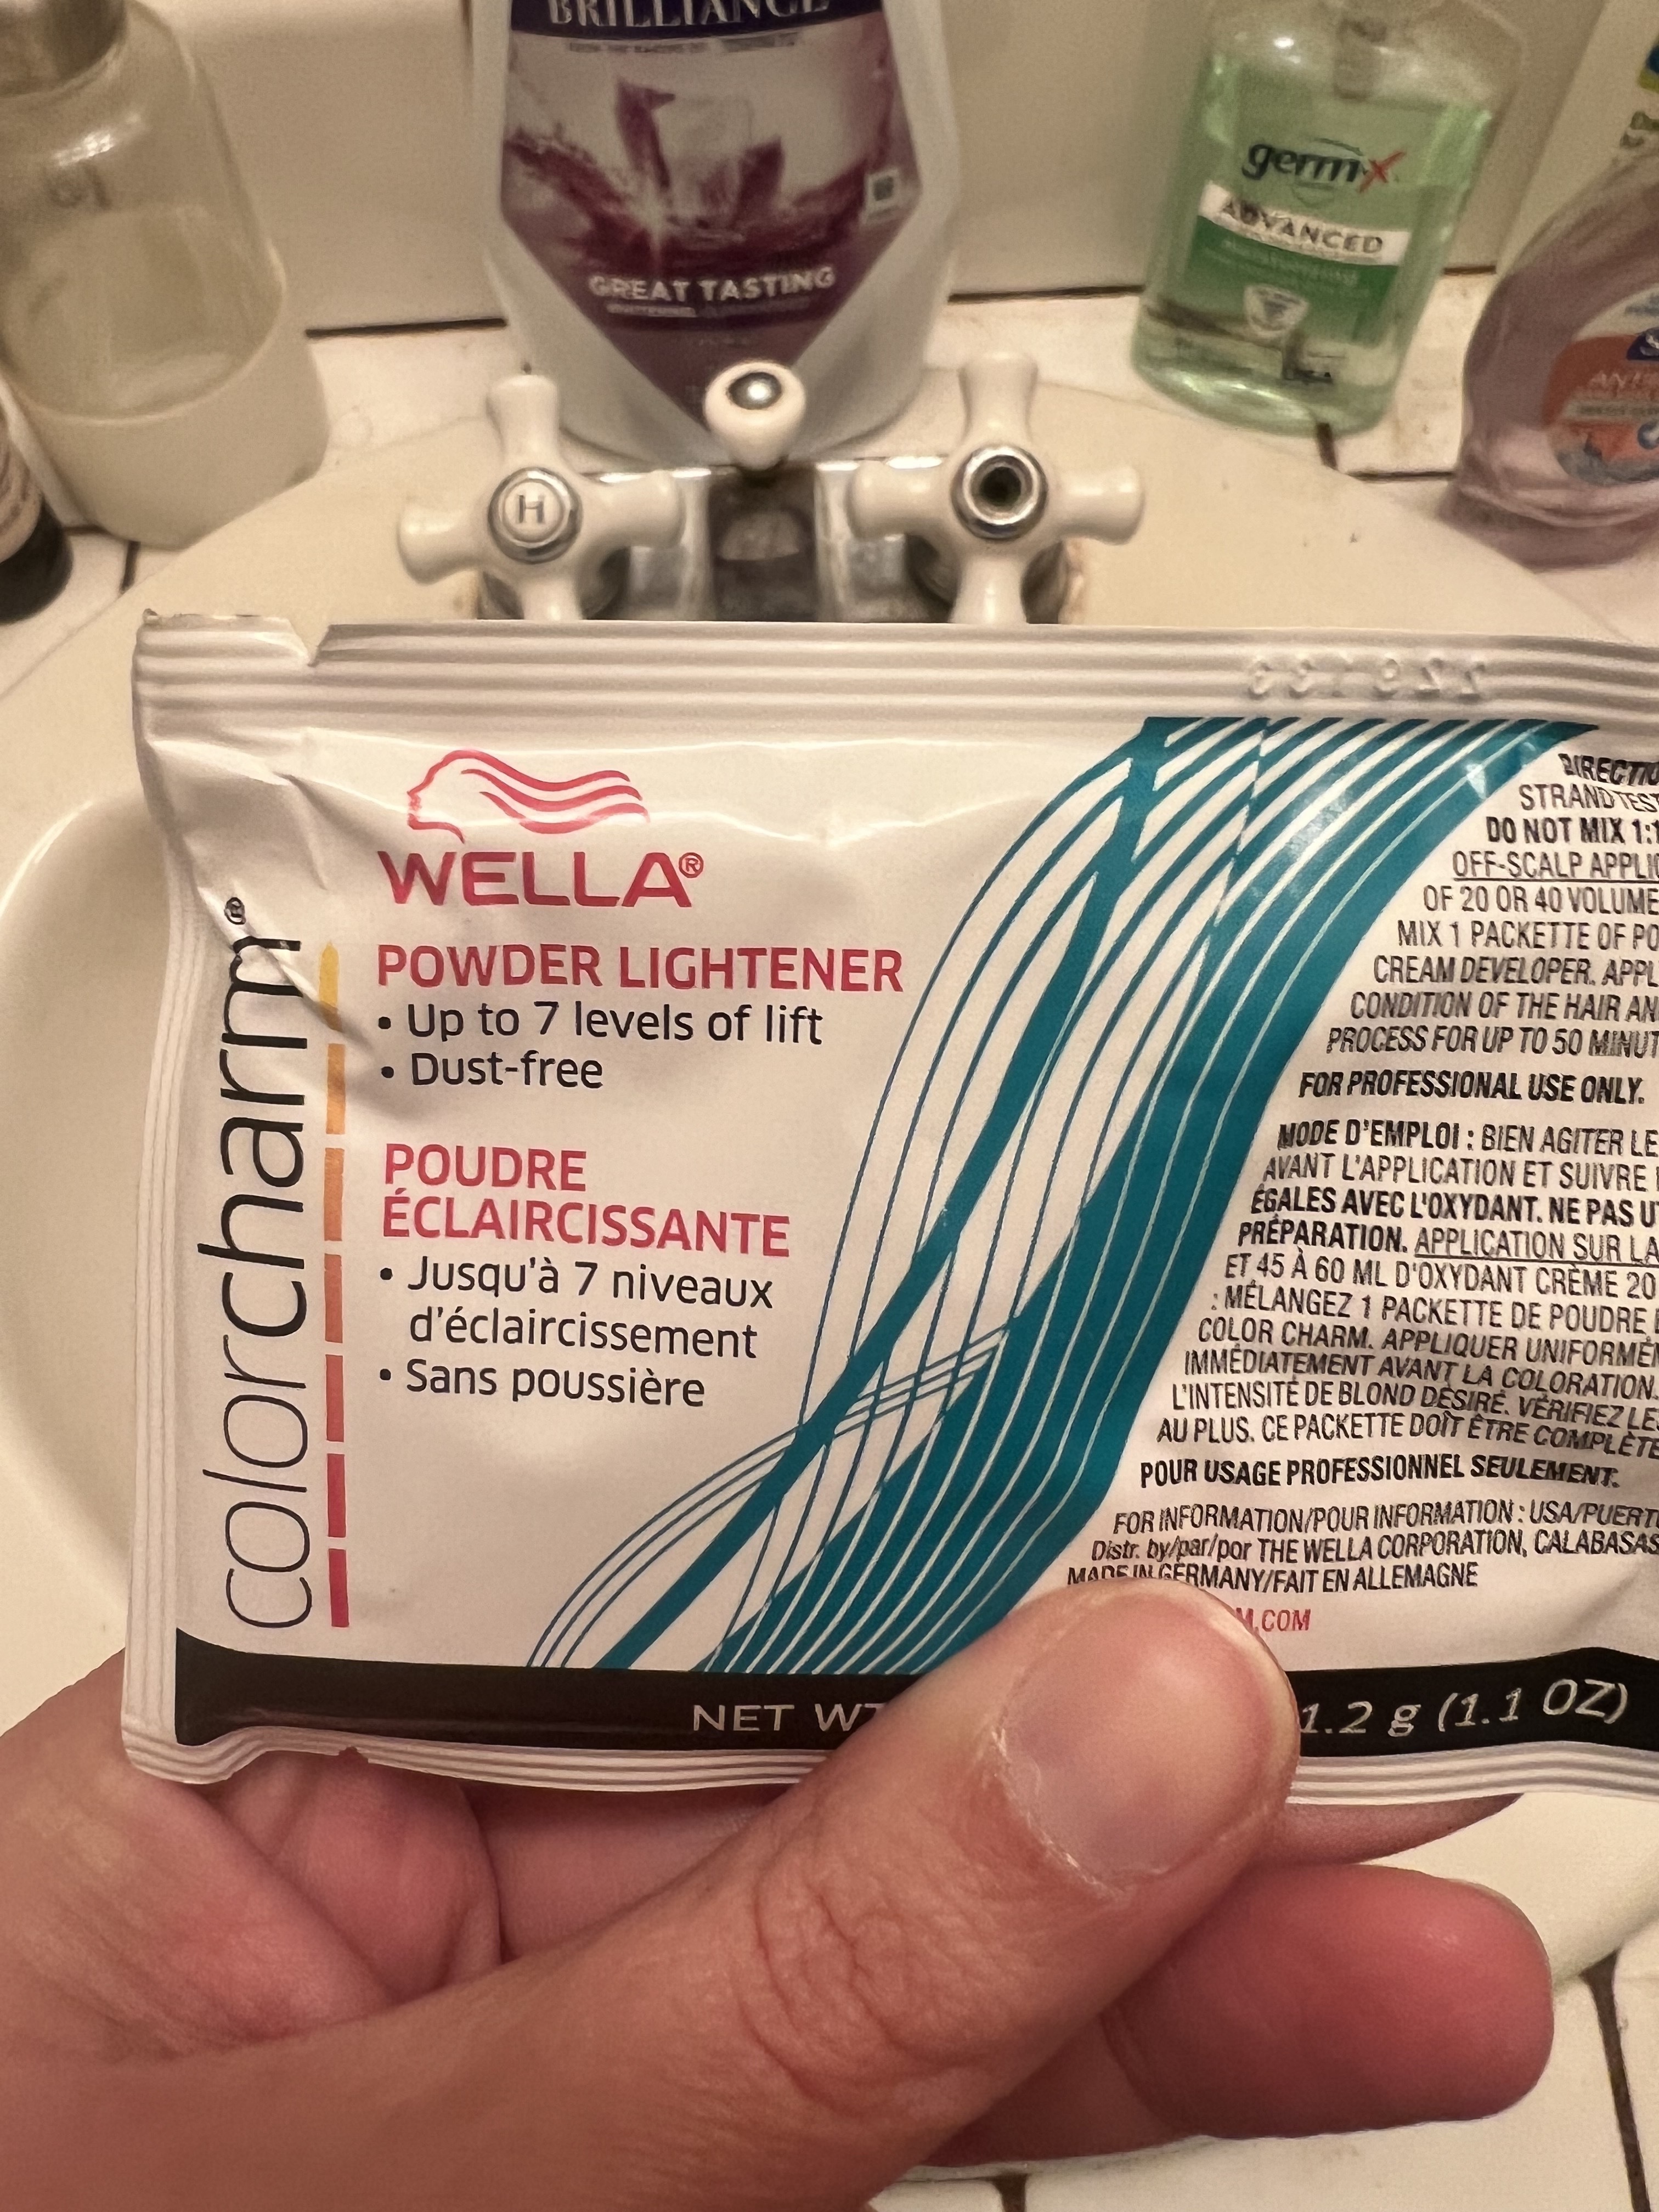 BRILLIANCE
GREAT TASTING
germ-x
ADVANCED
H
WELLA®
colorcharm®
POWDER LIGHTENER
• Up to 7 levels of lift
• Dust-free
POUDRE
ÉCLAIRCISSANTE
• Jusqu'à 7 niveaux
d'éclaircissement
• Sans poussière
STRAND TEST
DO NOT MIX 1:1
OFF-SCALP
OF 20 OR 40 VOLUME
MIX 1 PACKETTE OF
CREAM DEVELOPER.
CONDITION OF THE HAIR
PROCESS FOR UP TO 50
FOR PROFESSIONAL USE ONLY.
MODE D'EMPLOI : BIEN AGITER
AVANT L'APPLICATION ET SUIVRE
ÉGALES AVEC L'OXYDANT. NE PAS
PRÉPARATION. APPLICATION SUR
ET 45 À 60 ML D'OXYDANT CRÈME 20
: MÉLANGEZ 1 PACKETTE DE POUDRE
COLOR CHARM. APPLIQUER
IMMÉDIATEMENT AVANT LA COLORATION.
L'INTENSITÉ DE BLOND DÉSIRÉ. VÉRIFIEZ
AU PLUS. CE PACKETTE DOIT ÊTRE
POUR USAGE PROFESSIONNEL SEULEMENT.
FOR INFORMATION/POUR INFORMATION : USA/
Distr. by/par/por THE WELLA CORPORATION, CALABASAS
MADE IN GERMANY/FAIT EN ALLEMAGNE
M.COM
NET WT
1.2 g (1.1 OZ)